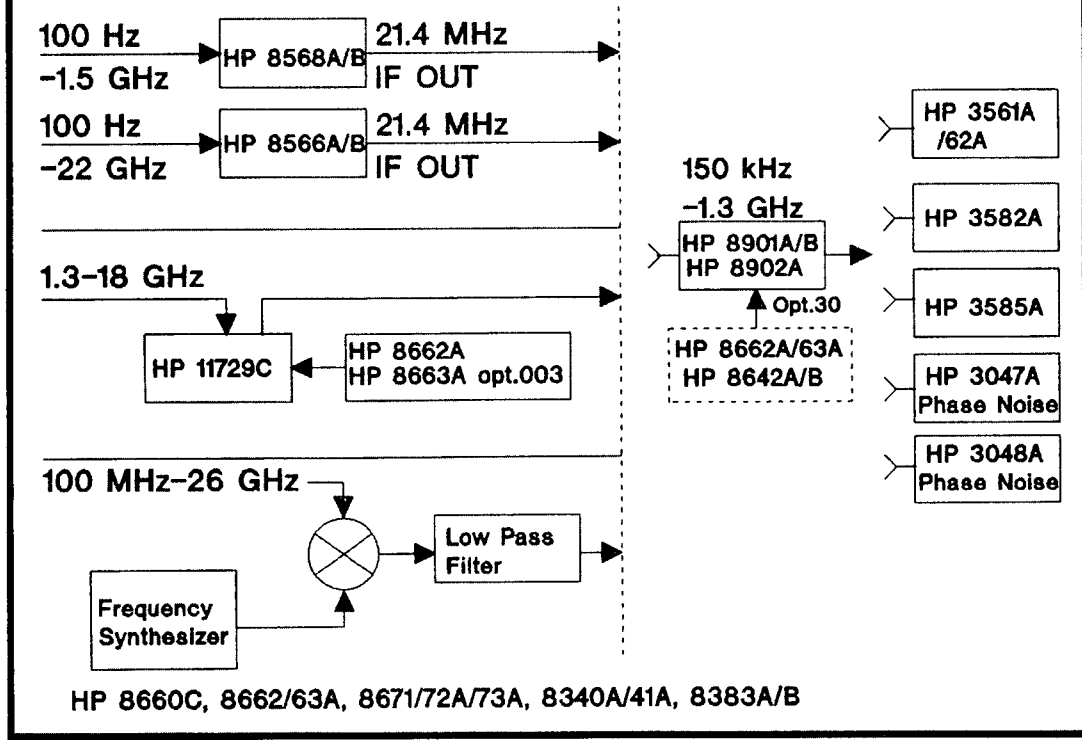 100 Hz
-1.5 GHz
HP 8568A/B
21.4 MHz
IF OUT
100 Hz
-22 GHz
HP 8566A/B
21.4 MHz
IF OUT
1.3-18 GHz
HP 11729C
HP 8662A
HP 8663A opt.003
100 MHz-26 GHz
Low Pass
Filter
Frequency
Synthesizer
150 kHz
-1.3 GHz
HP 8901A/B
HP 8902A
Opt.30
HP 8662A/63A
HP 8642A/B
HP 3561A
/62A
HP 3582A
HP 3585A
HP 3047A
Phase Noise
HP 3048A
Phase Noise
HP 8660C, 8662/63A, 8671/72A/73A, 8340A/41A, 8383A/B